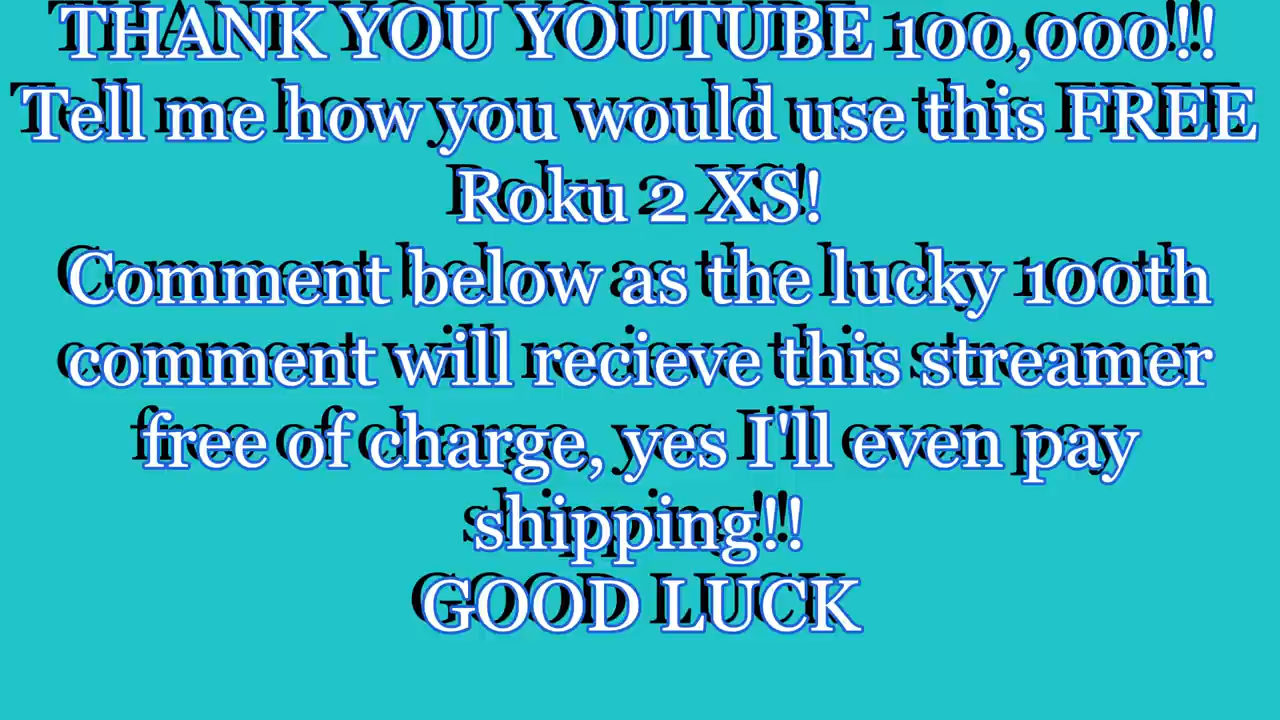 THANK YOU YOUTUBE 100,000!!!
Tell me how you would use this FREE
Roku 2 XS!
Comment below as the lucky 100th
comment will recieve this streamer
free of charge, yes I'll even pay
shipping!!!
GOOD LUCK